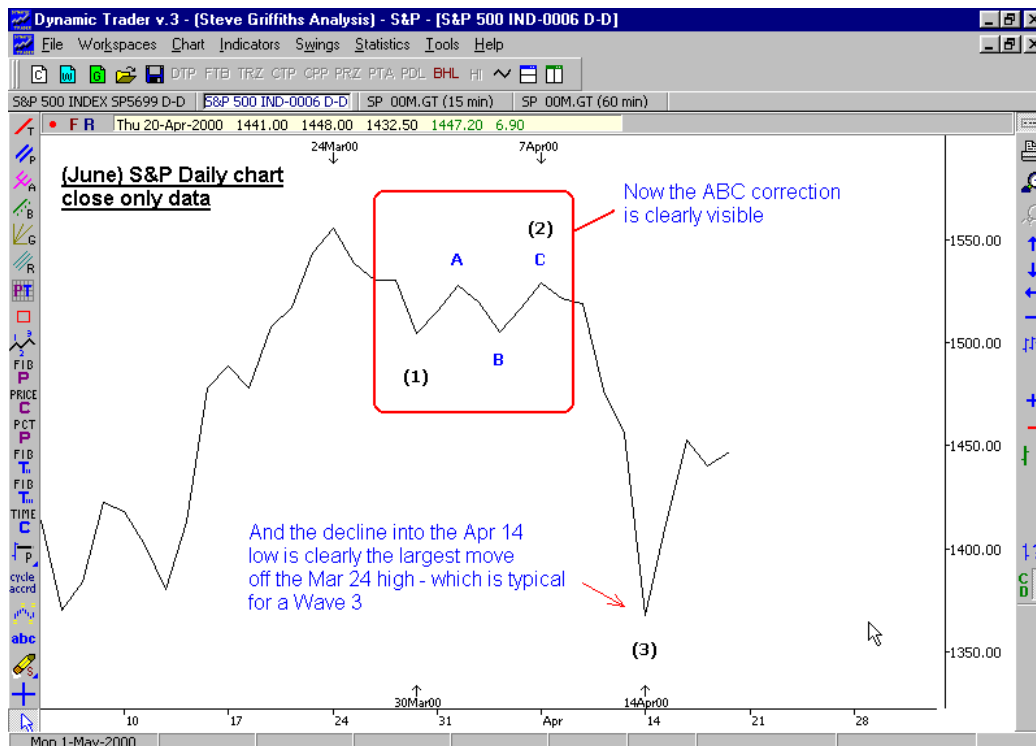 Dynamic Trader v.3 - (Steve Griffiths Analysis) - S&P - [S&P 500 IND-0006 D-D]
File Workspaces Chart Indicators Swings Statistics Tools Help
C W G DTP FTB TRZ CTP CPP PRZ PTA PDL BHL HI
S&P 500 INDEX SP5699 D-D S&P 500 IND-0006 D-D SP 00M.GT (15 min) SP 00M.GT (60 min)
F R Thu 20-Apr-2000 1441.00 1448.00 1432.50 1447.20 6.90
24Mar00 7Apr00
(June) S&P Daily chart
close only data
Now the ABC correction
is clearly visible
(2)
A C
B
(1)
1550.00
1500.00
1450.00
1400.00
1350.00
And the decline into the Apr 14
low is clearly the largest move
off the Mar 24 high - which is typical
for a Wave 3
(3)
30Mar00 14Apr00
10 17 24 31 Apr 14 21 28
T
P
A
B
G
R
PT
1 2 3
FIB
P
PRICE
C
PCT
P
FIB
T
FIB
T
TIME
C
P
cycle
accrd
abc
S
C
D
Mon 1-May-2000